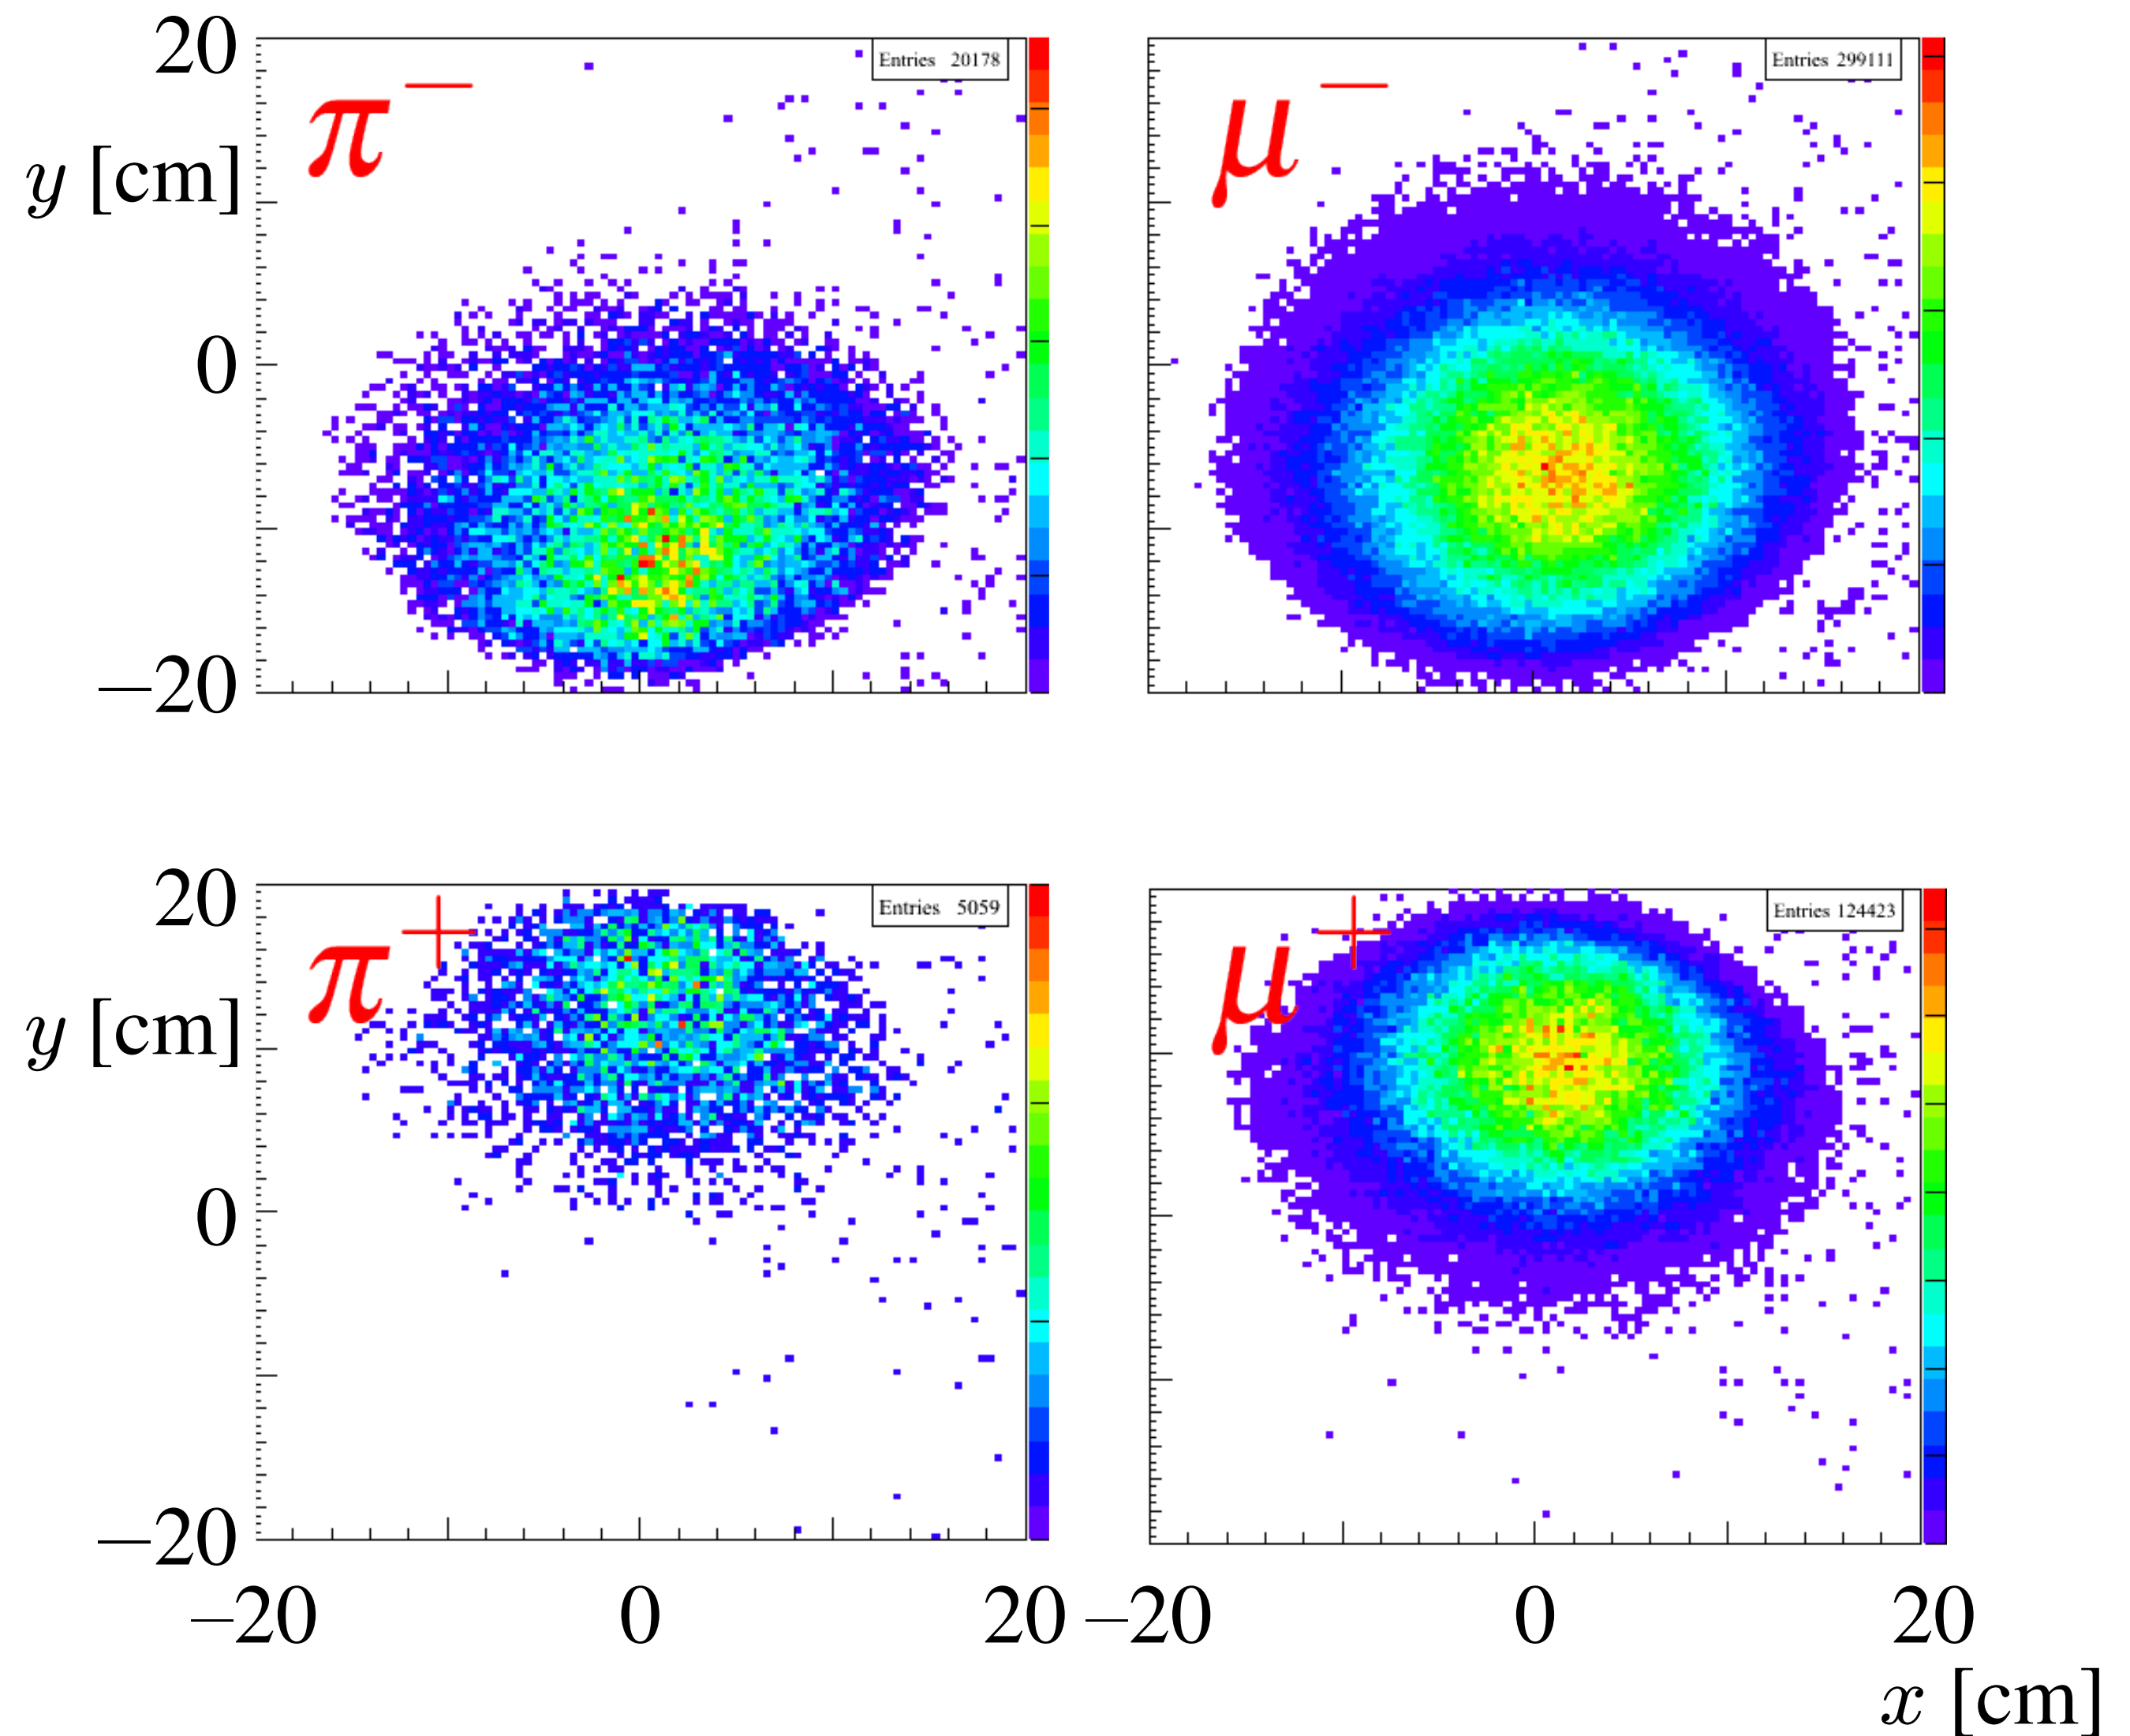 20
Entries 20178
Entries 299111
π⁻
μ⁻
y [cm]
0
−20
20
Entries 5059
Entries 124423
π⁺
μ⁺
y [cm]
0
−20
−20 0 20 −20 0 20
x [cm]